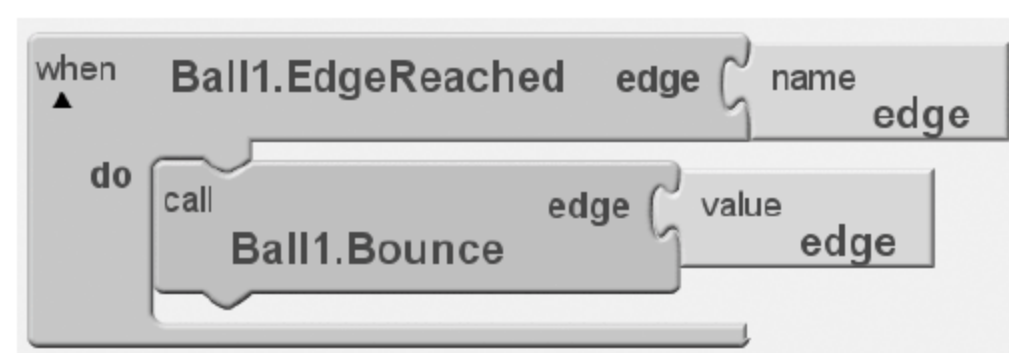 when Ball1.EdgeReached edge name
edge
do
call edge value
Ball1.Bounce edge